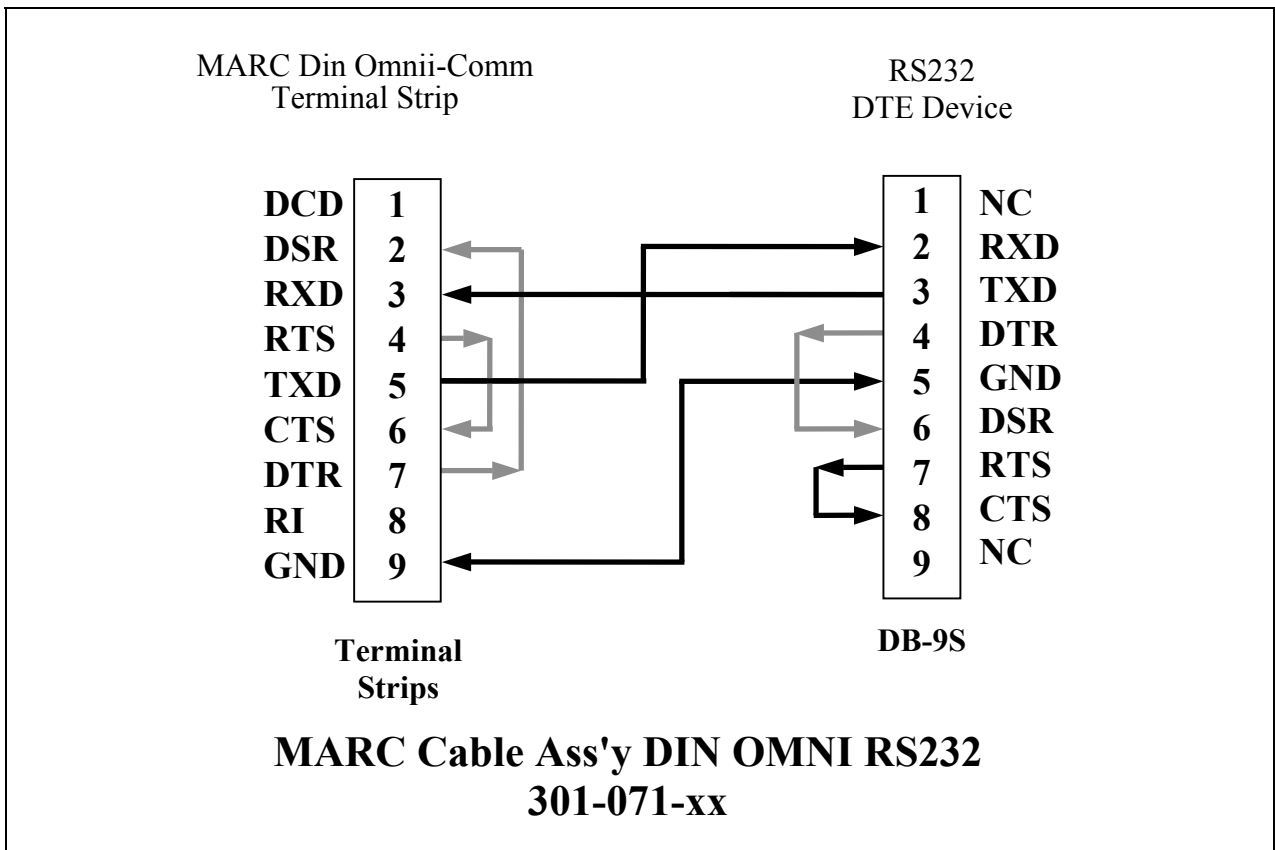 MARC Din Omnii-Comm
Terminal Strip
RS232
DTE Device
DCD 1
DSR 2
RXD 3
RTS 4
TXD 5
CTS 6
DTR 7
RI 8
GND 9
1 NC
2 RXD
3 TXD
4 DTR
5 GND
6 DSR
7 RTS
8 CTS
9 NC
Terminal
Strips
DB-9S
MARC Cable Ass'y DIN OMNI RS232
301-071-xx